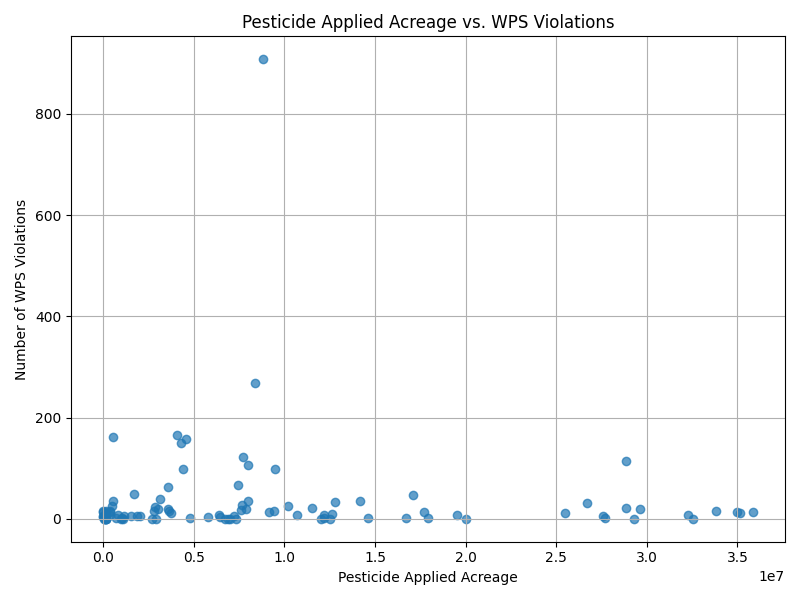 Pesticide Applied Acreage vs. WPS Violations
Number of WPS Violations
800
600
400
200
0
0.0 0.5 1.0 1.5 2.0 2.5 3.0 3.5
1e7
Pesticide Applied Acreage